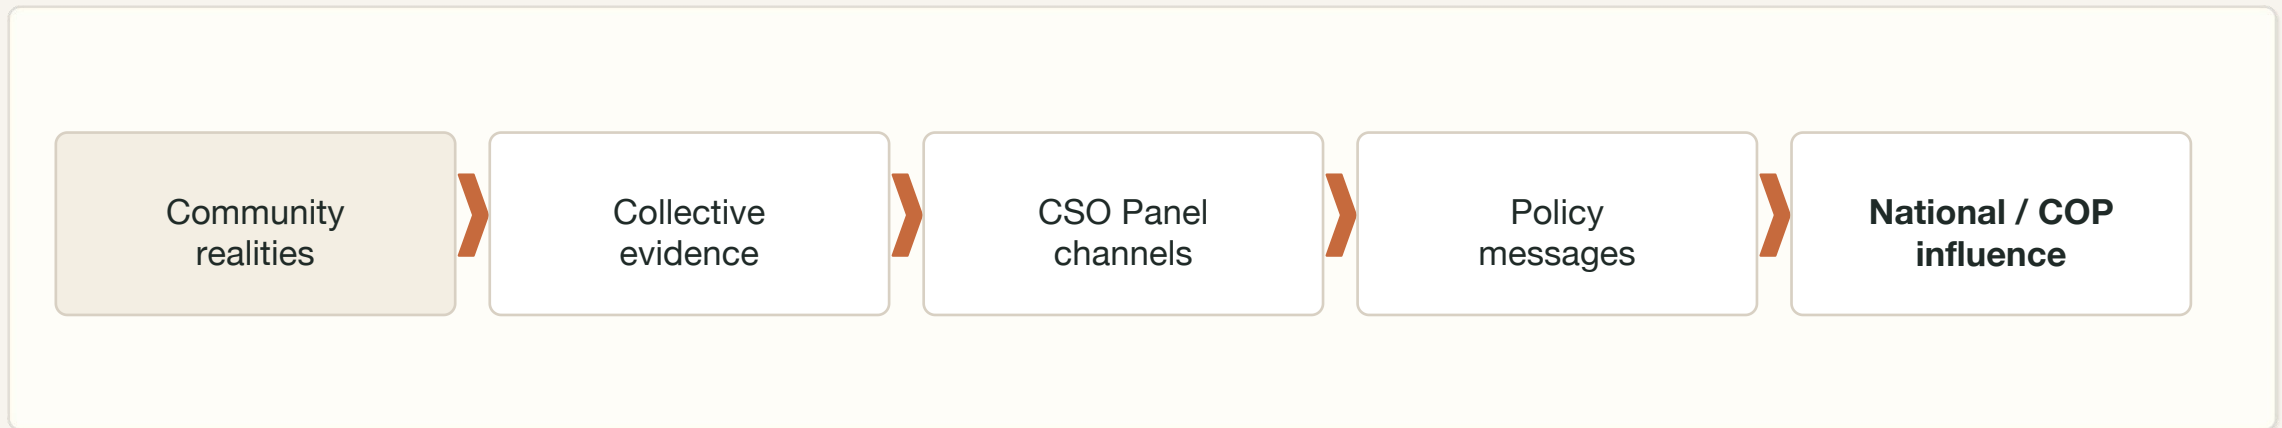 Community
realities
Collective
evidence
CSO Panel
channels
Policy
messages
National / COP
influence